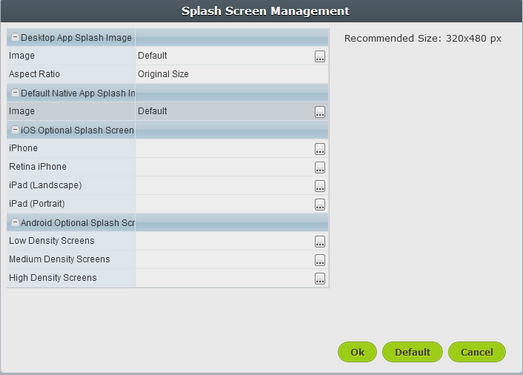 Splash Screen Management
Desktop App Splash Image
Recommended Size: 320x480 px
Image Default ...
Aspect Ratio Original Size
Default Native App Splash In
Image Default ...
iOS Optional Splash Screen
iPhone ...
Retina iPhone ...
iPad (Landscape) ...
iPad (Portrait) ...
Android Optional Splash Scr
Low Density Screens ...
Medium Density Screens ...
High Density Screens ...
Ok Default Cancel